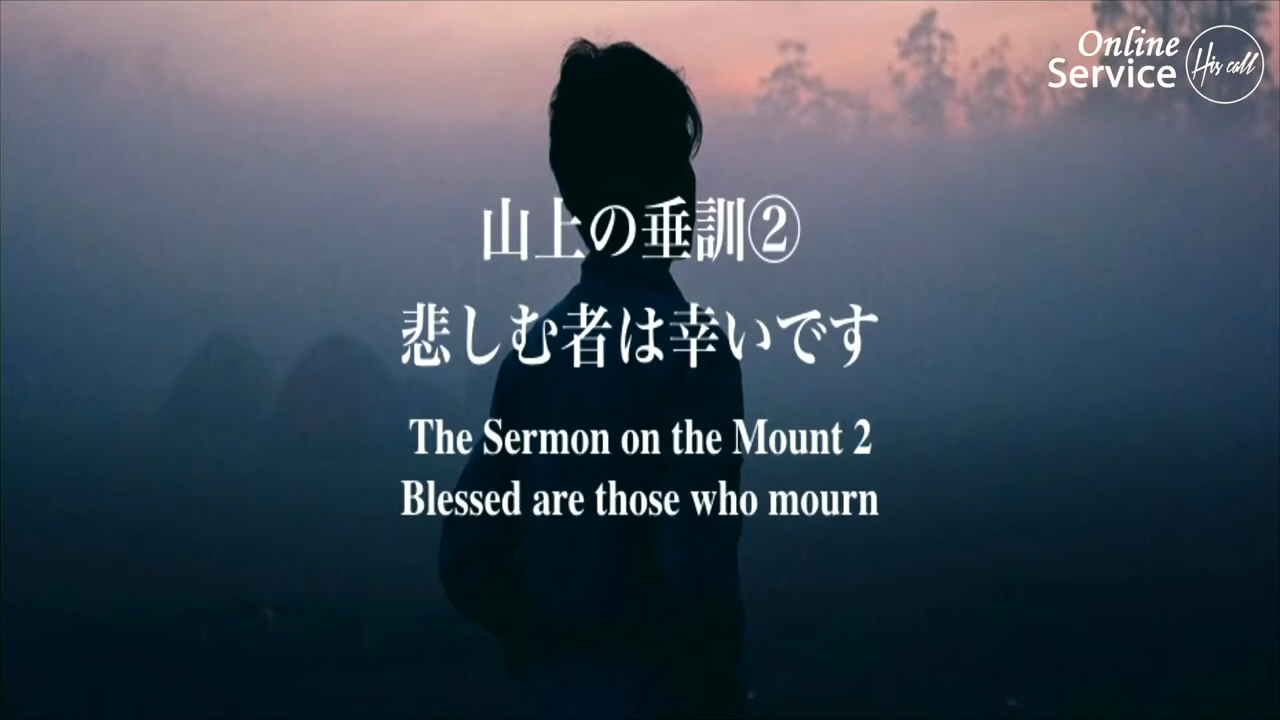 Online
Service
His call
山上の垂訓②
悲しむ者は幸いです
The Sermon on the Mount 2
Blessed are those who mourn